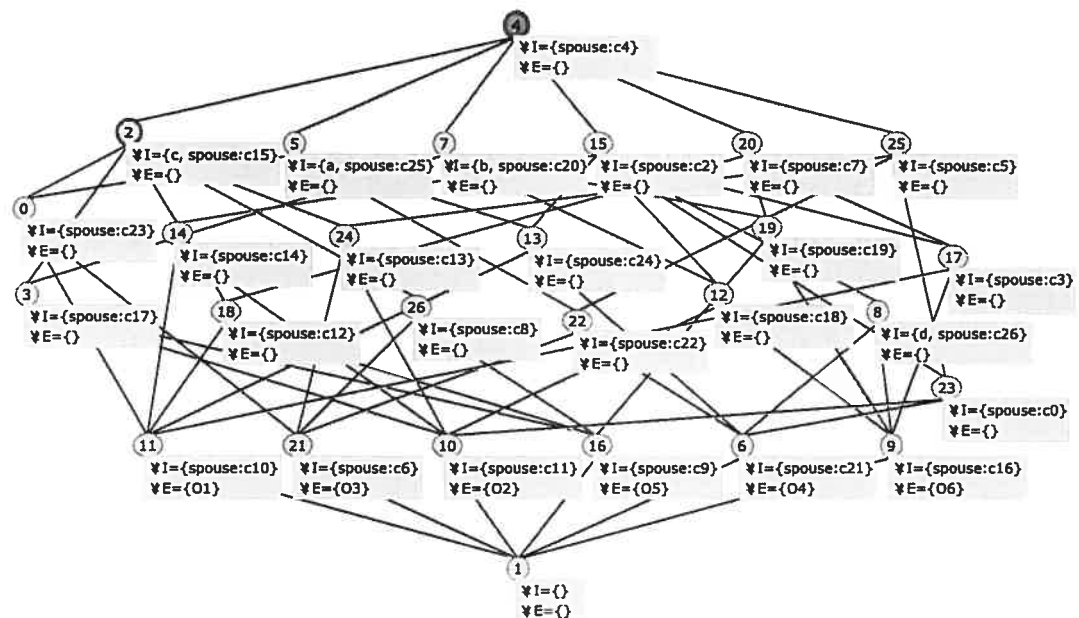 4
¥I={spouse:c4}
¥E={}
2
5
7
15
20
25
¥I={c, spouse:c15}
¥E={}
¥I={a, spouse:c25}
¥E={}
¥I={b, spouse:c20}
¥E={}
¥I={spouse:c2}
¥E={}
¥I={spouse:c7}
¥E={}
¥I={spouse:c5}
¥E={}
0
¥I={spouse:c23}
¥E={}
14
¥I={spouse:c14}
¥E={}
24
¥I={spouse:c13}
¥E={}
13
¥I={spouse:c24}
¥E={}
19
¥I={spouse:c19}
¥E={}
17
¥I={spouse:c3}
¥E={}
3
¥I={spouse:c17}
¥E={}
18
¥I={spouse:c12}
¥E={}
26
¥I={spouse:c8}
¥E={}
22
¥I={spouse:c22}
¥E={}
12
¥I={spouse:c18}
¥E={}
8
¥I={d, spouse:c26}
¥E={}
23
¥I={spouse:c0}
¥E={}
11
¥I={spouse:c10}
¥E={O1}
21
¥I={spouse:c6}
¥E={O3}
10
¥I={spouse:c11}
¥E={O2}
16
¥I={spouse:c9}
¥E={O5}
6
¥I={spouse:c21}
¥E={O4}
9
¥I={spouse:c16}
¥E={O6}
1
¥I={}
¥E={}